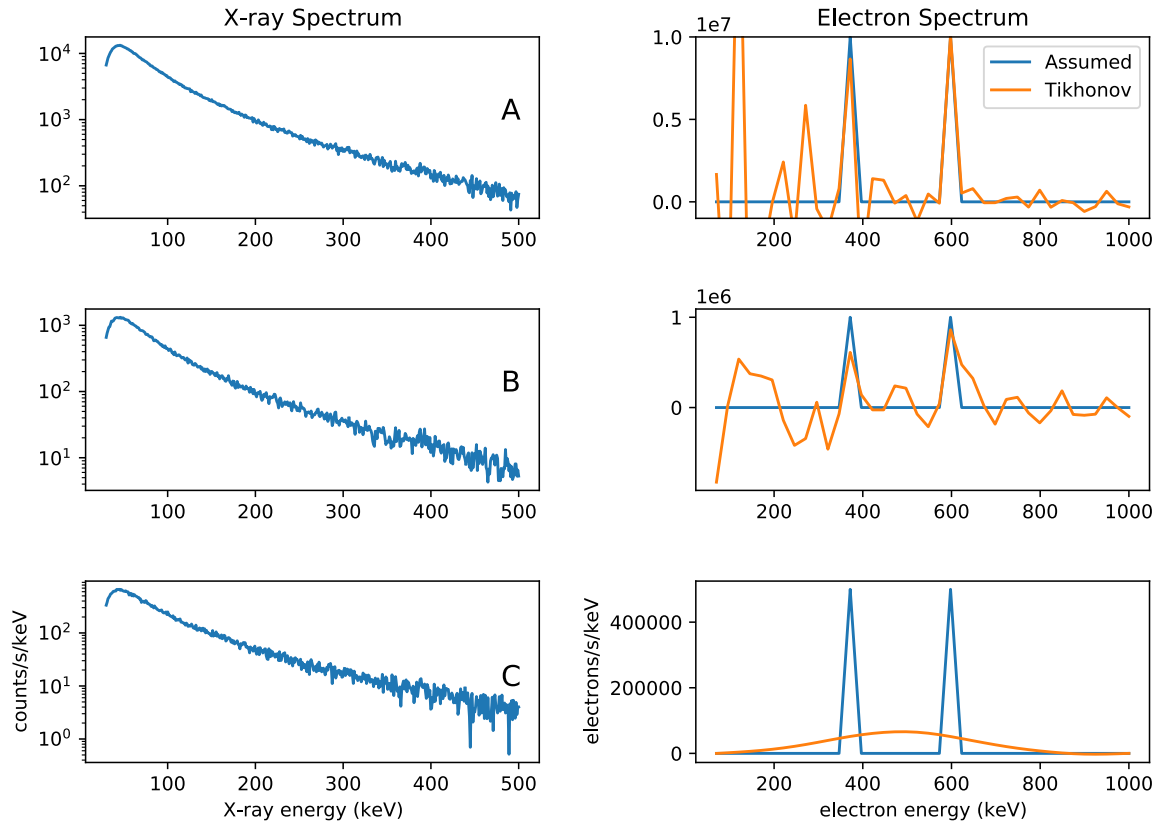 X-ray Spectrum
10^4
10^3
10^2
A
100 200 300 400 500
Electron Spectrum
1e7
1.0
0.5
0.0
Assumed
Tikhonov
200 400 600 800 1000
10^3
10^2
10^1
B
100 200 300 400 500
1e6
1
0
200 400 600 800 1000
counts/s/keV
10^2
10^1
10^0
C
100 200 300 400 500
X-ray energy (keV)
electrons/s/keV
400000
200000
0
200 400 600 800 1000
electron energy (keV)